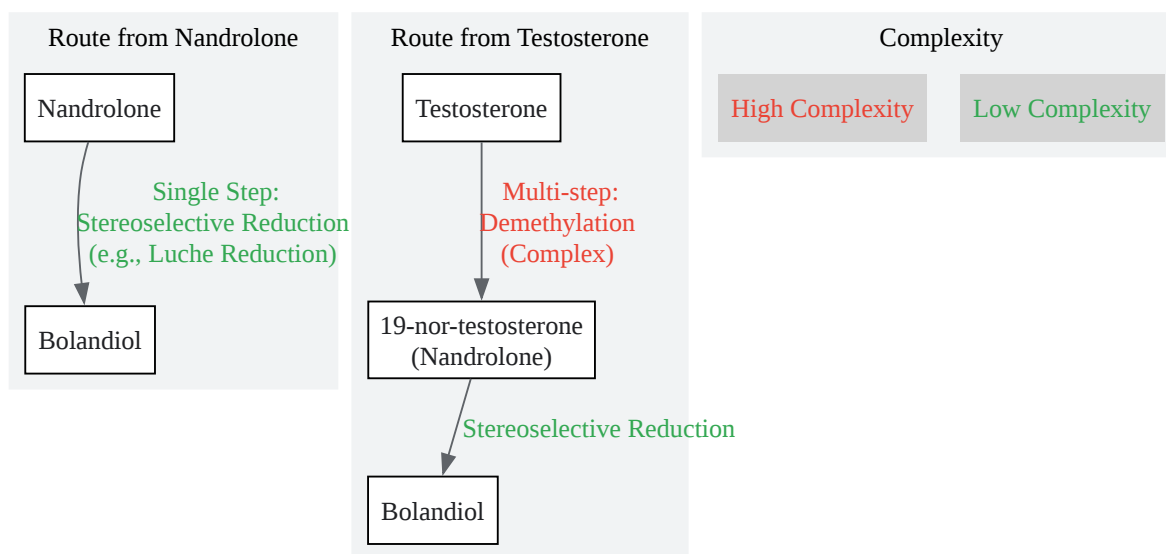 Route from Nandrolone
Nandrolone
Single Step:
Stereoselective Reduction
(e.g., Luche Reduction)
Bolandiol
Route from Testosterone
Testosterone
Multi-step:
Demethylation
(Complex)
19-nor-testosterone
(Nandrolone)
Stereoselective Reduction
Bolandiol
Complexity
High Complexity
Low Complexity